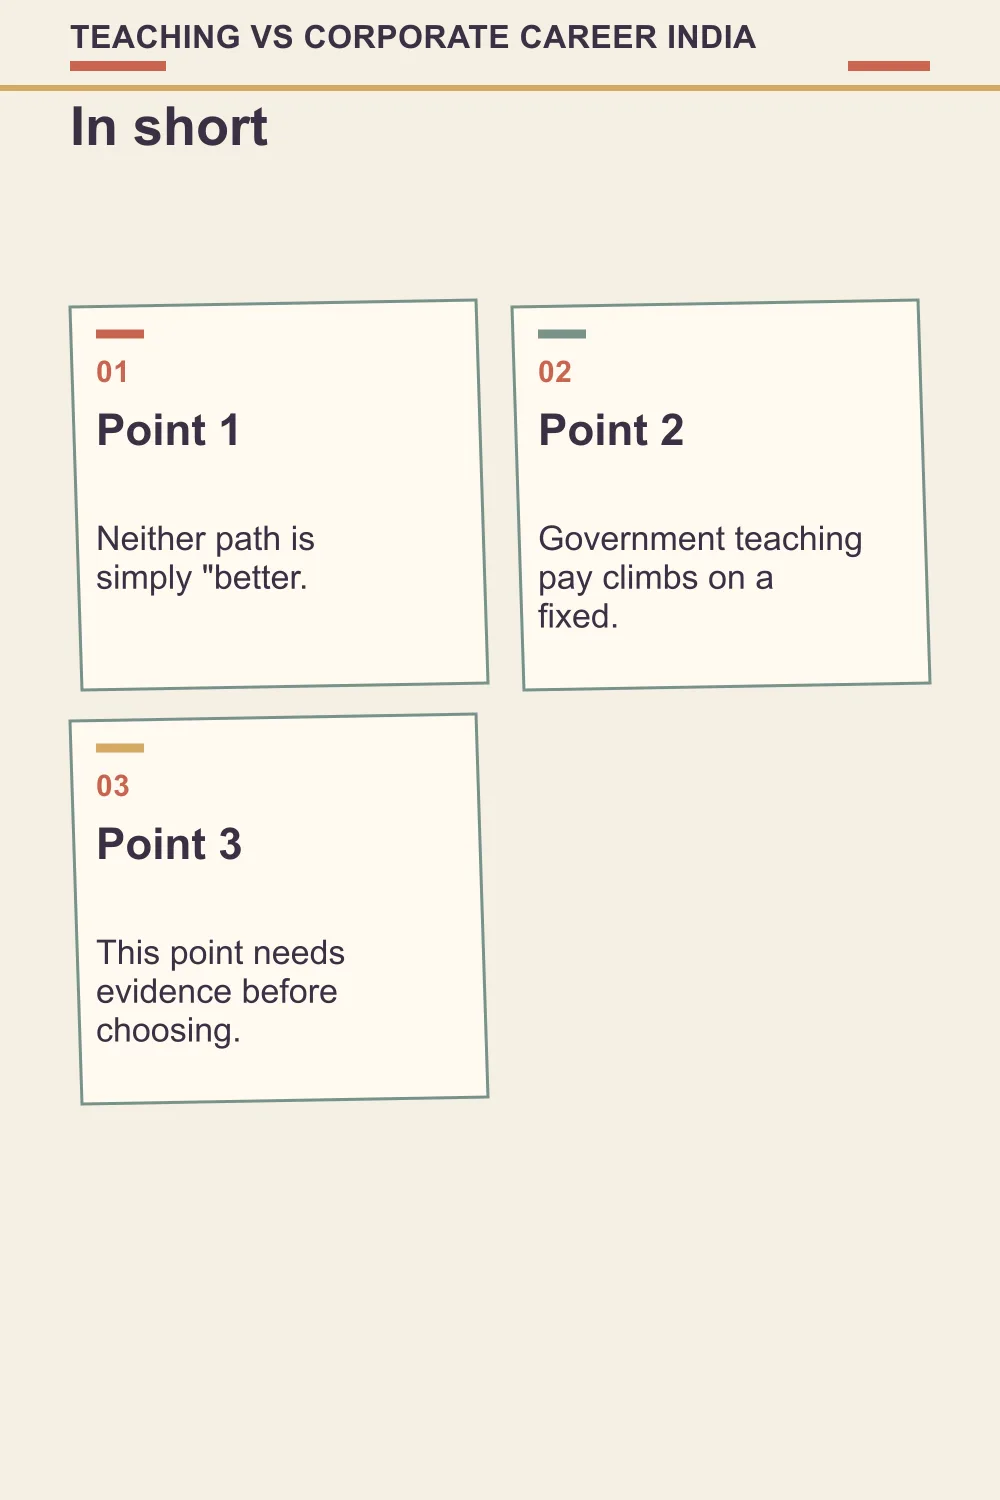 TEACHING VS CORPORATE CAREER INDIA
In short
01
Point 1
Neither path is
simply "better.
02
Point 2
Government teaching
pay climbs on a
fixed.
03
Point 3
This point needs
evidence before
choosing.